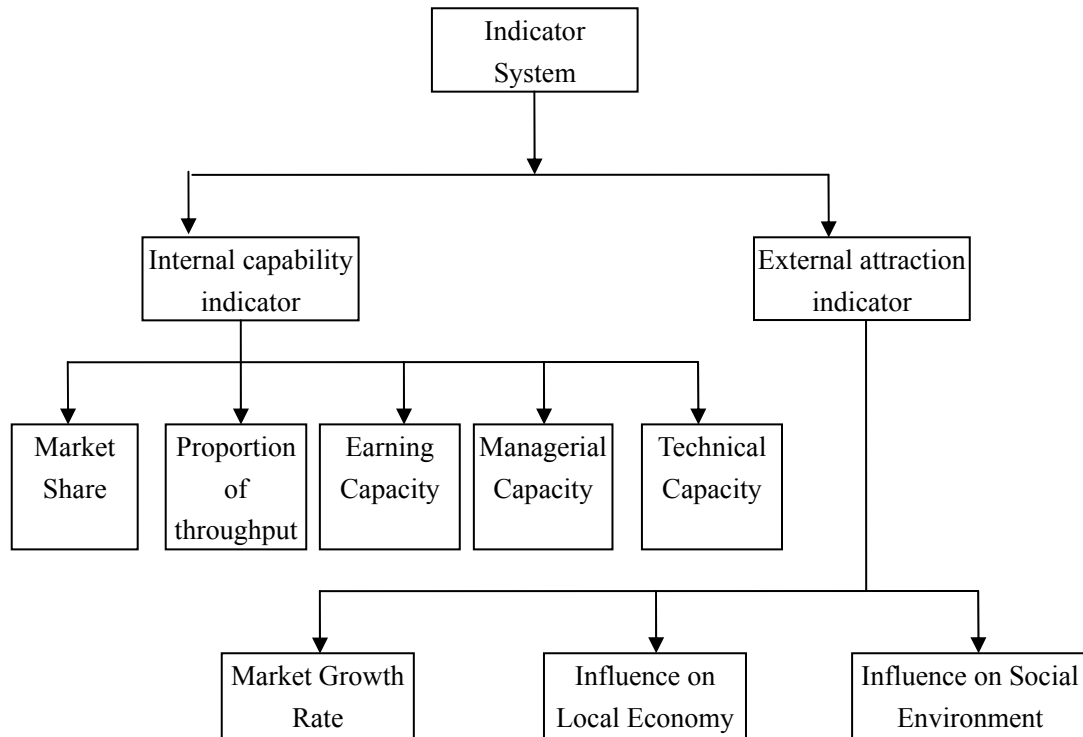 Indicator
System
Internal capability
indicator
External attraction
indicator
Market
Share
Proportion
of
throughput
Earning
Capacity
Managerial
Capacity
Technical
Capacity
Market Growth
Rate
Influence on
Local Economy
Influence on Social
Environment